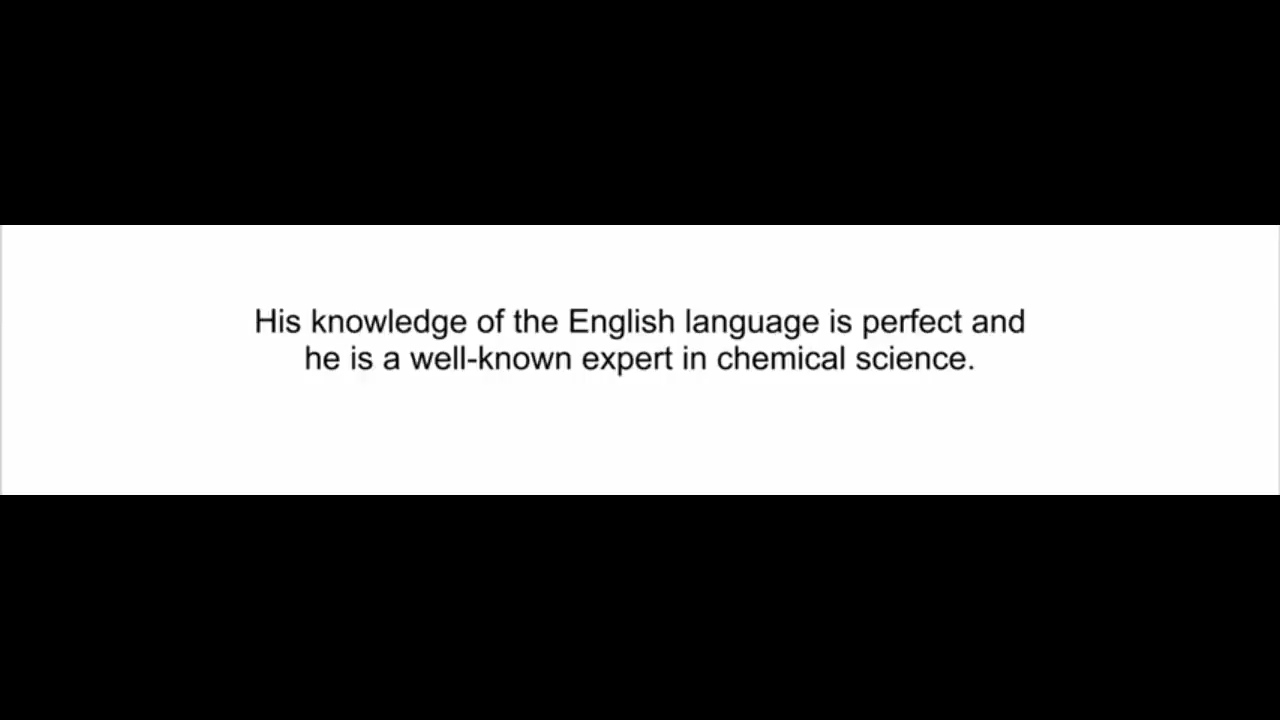 His knowledge of the English language is perfect and
he is a well-known expert in chemical science.